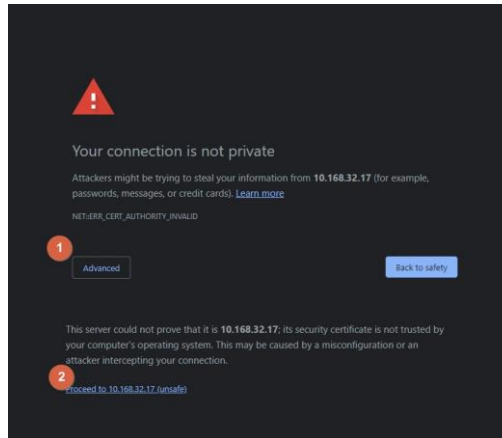 Your connection is not private
Attackers might be trying to steal your information from 10.168.32.17 (for example,
passwords, messages, or credit cards). Learn more
NET::ERR_CERT_AUTHORITY_INVALID
1
Advanced
Back to safety
This server could not prove that it is 10.168.32.17; its security certificate is not trusted by
your computer's operating system. This may be caused by a misconfiguration or an
attacker intercepting your connection.
2
Proceed to 10.168.32.17 (unsafe)